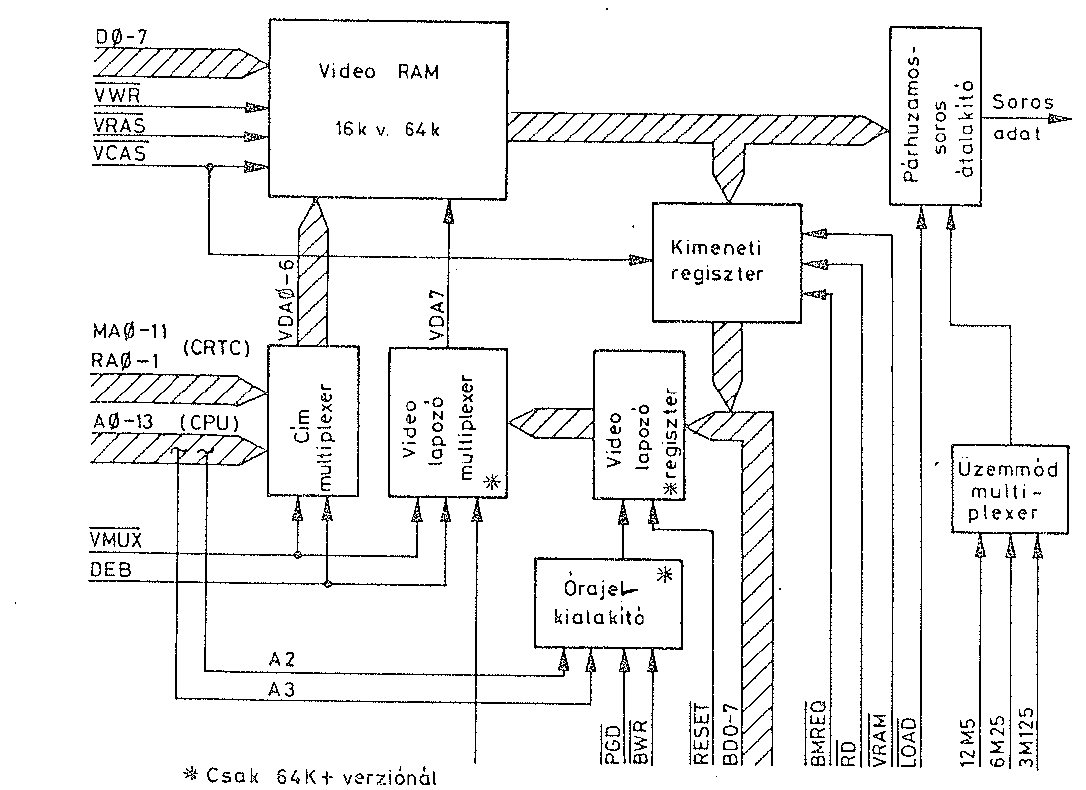 DØ-7
VWR
VRAS
VCAS
Video RAM
16k v. 64k
Párhuzamos-
soros
átalakító
Soros
adat
Kimeneti
regiszter
VDAØ-6
VDA7
MAØ-11
RAØ-1
(CRTC)
AØ-13 (CPU)
Cím
multiplexer
Video
lapozó
multiplexer
*
Video
lapozó
*regiszter
Üzemmód
multi-
plexer
VMUX
DEB
Órajel-
kialakító
*
A2
A3
PGD
BWR
RESET
BD0-7
BMREQ
RD
VRAM
LOAD
12M5
6M25
3M125
* Csak 64K+ verziónál